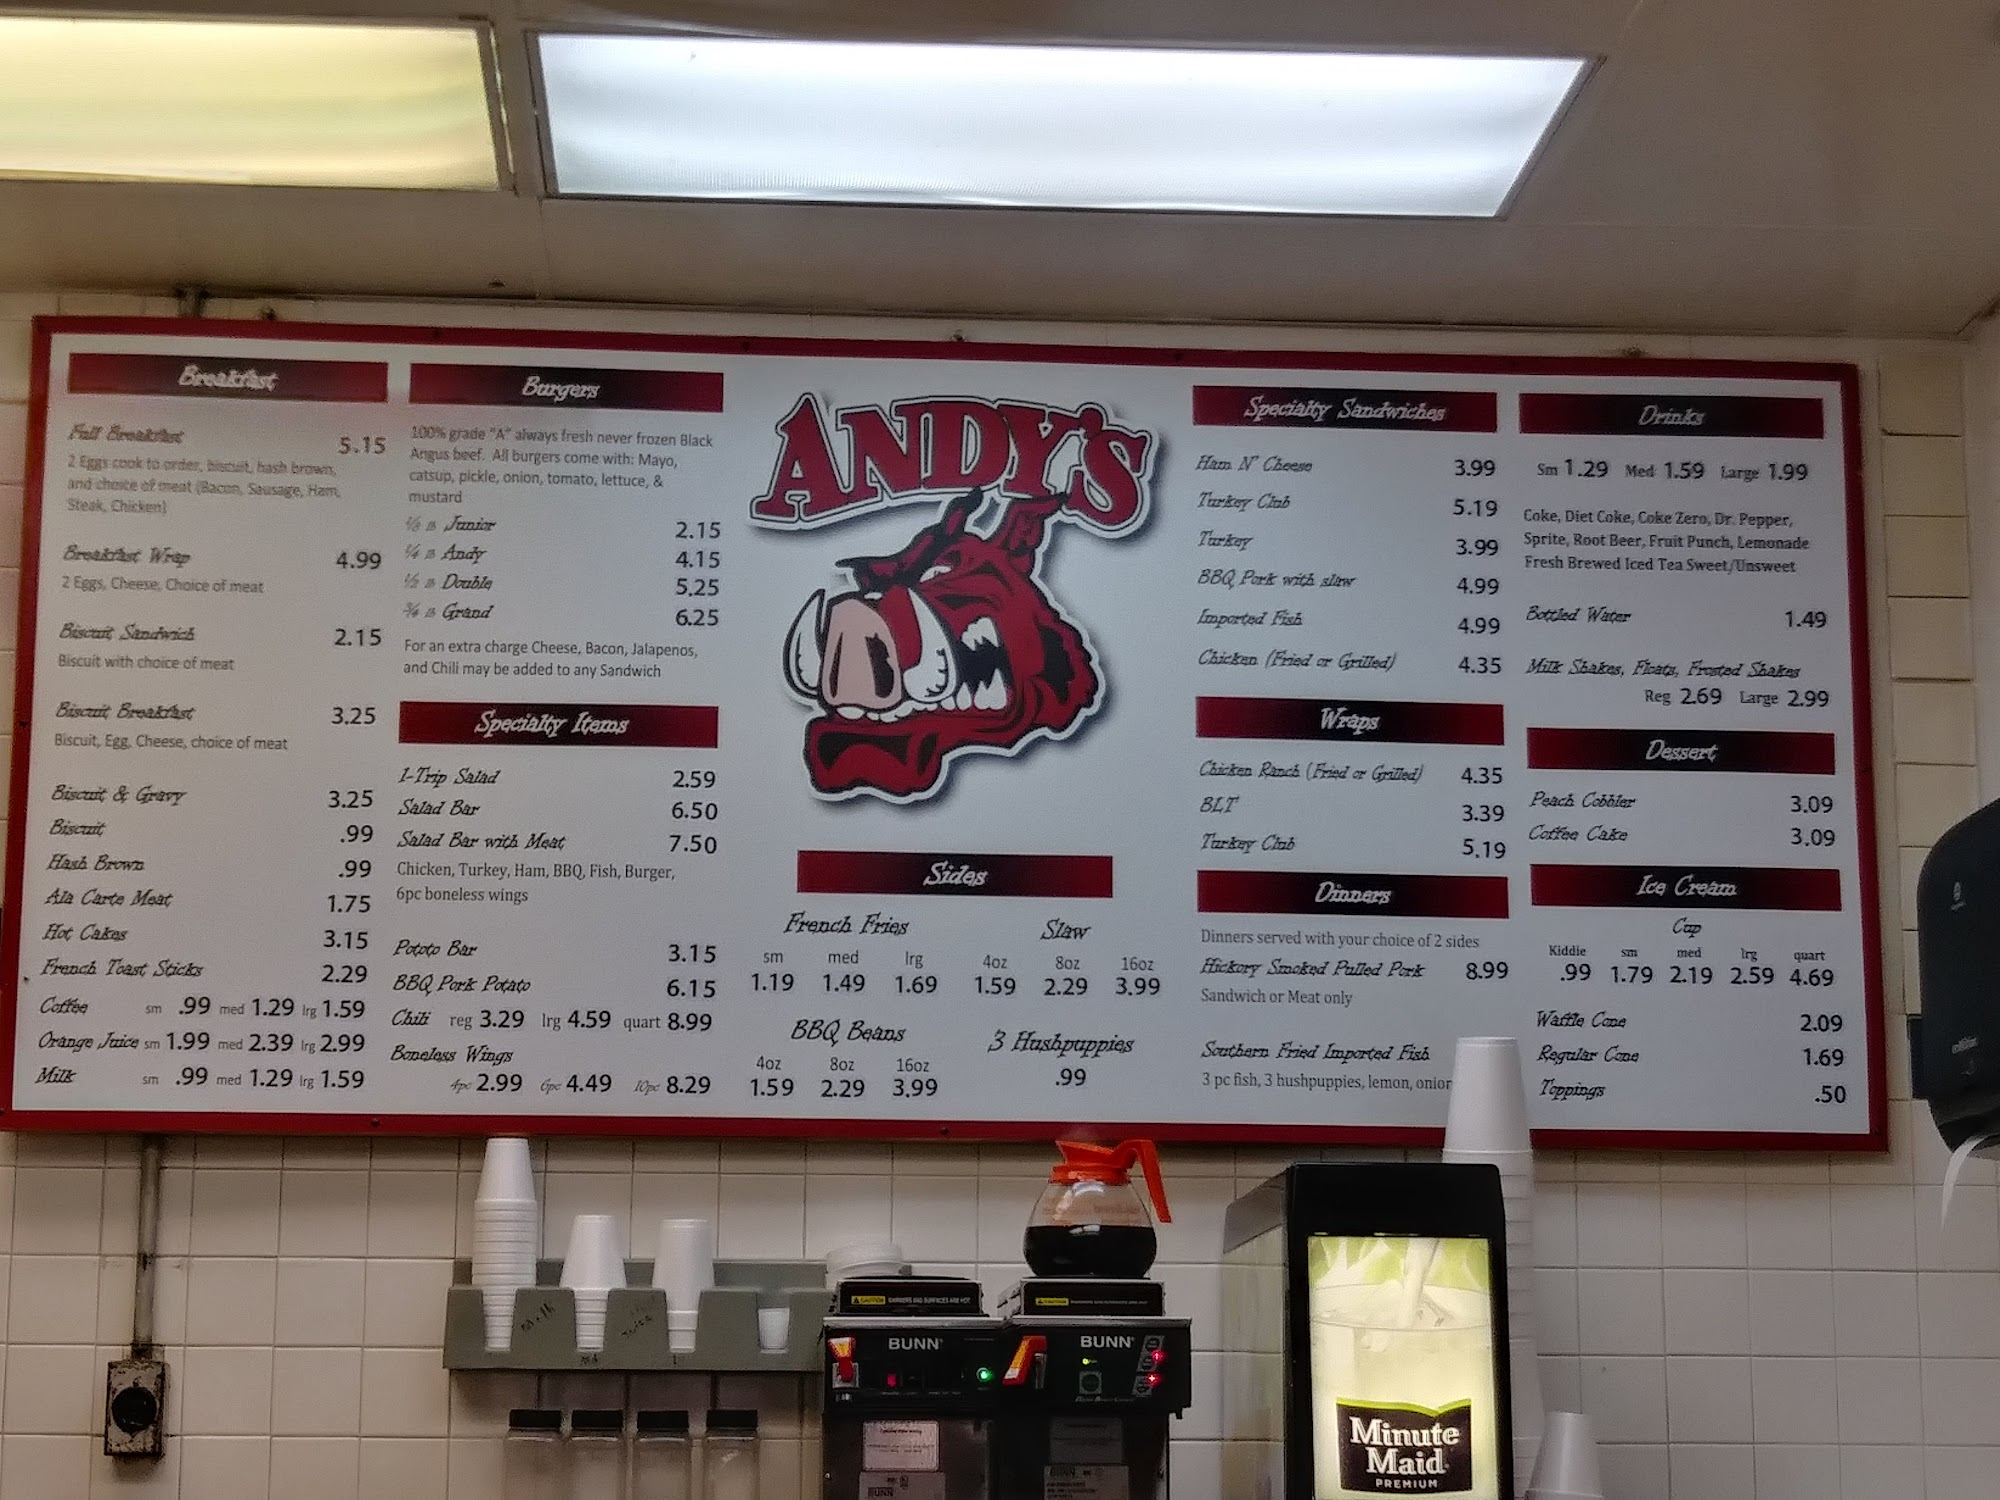 Breakfast
Full Breakfast 5.15
2 Eggs cook to order, biscuit, hash brown,
and choice of meat (Bacon, Sausage, Ham,
Steak, Chicken)
Breakfast Wrap 4.99
2 Eggs, Cheese, Choice of meat
Biscuit Sandwich 2.15
Biscuit with choice of meat
Biscuit Breakfast 3.25
Biscuit, Egg, Cheese, choice of meat
Biscuit & Gravy 3.25
Biscuit .99
Hash Brown .99
Ala Carte Meat 1.75
Hot Cakes 3.15
French Toast Sticks 2.29
Coffee sm .99 med 1.29 lrg 1.59
Orange Juice sm 1.99 med 2.39 lrg 2.99
Milk sm .99 med 1.29 lrg 1.59
Burgers
100% grade "A" always fresh never frozen Black
Angus beef. All burgers come with: Mayo,
catsup, pickle, onion, tomato, lettuce, &
mustard
lb Junior 2.15
¼ lb Andy 4.15
½ lb Double 5.25
¾ lb Grand 6.25
For an extra charge Cheese, Bacon, Jalapenos,
and Chili may be added to any Sandwich
Specialty Items
1-Trip Salad 2.59
Salad Bar 6.50
Salad Bar with Meat 7.50
Chicken, Turkey, Ham, BBQ, Fish, Burger,
6pc boneless wings
Pototo Bar 3.15
BBQ Pork Potato 6.15
Chili reg 3.29 lrg 4.59 quart 8.99
Boneless Wings
4pc 2.99 6pc 4.49 10pc 8.29
ANDY'S
Sides
French Fries
sm med lrg
1.19 1.49 1.69
Slaw
4oz 8oz 16oz
1.59 2.29 3.99
BBQ Beans
4oz 8oz 16oz
1.59 2.29 3.99
3 Hushpuppies
.99
Specialty Sandwiches
Ham N' Cheese 3.99
Turkey Club 5.19
Turkey 3.99
BBQ Pork with slaw 4.99
Imported Fish 4.99
Chicken (Fried or Grilled) 4.35
Wraps
Chicken Ranch (Fried or Grilled) 4.35
BLT 3.39
Turkey Club 5.19
Dinners
Dinners served with your choice of 2 sides
Hickory Smoked Pulled Pork 8.99
Sandwich or Meat only
Southern Fried Imported Fish
3 pc fish, 3 hushpuppies, lemon, onion
Drinks
Sm 1.29 Med 1.59 Large 1.99
Coke, Diet Coke, Coke Zero, Dr. Pepper,
Sprite, Root Beer, Fruit Punch, Lemonade
Fresh Brewed Iced Tea Sweet/Unsweet
Bottled Water 1.49
Milk Shakes, Floats, Frosted Shakes
Reg 2.69 Large 2.99
Dessert
Peach Cobbler 3.09
Coffee Cake 3.09
Ice Cream
Cup
Kiddie sm med lrg quart
.99 1.79 2.19 2.59 4.69
Waffle Cone 2.09
Regular Cone 1.69
Toppings .50
CAUTION
BUNN
BUNN
BUNN
BUNN
Minute
Maid
PREMIUM